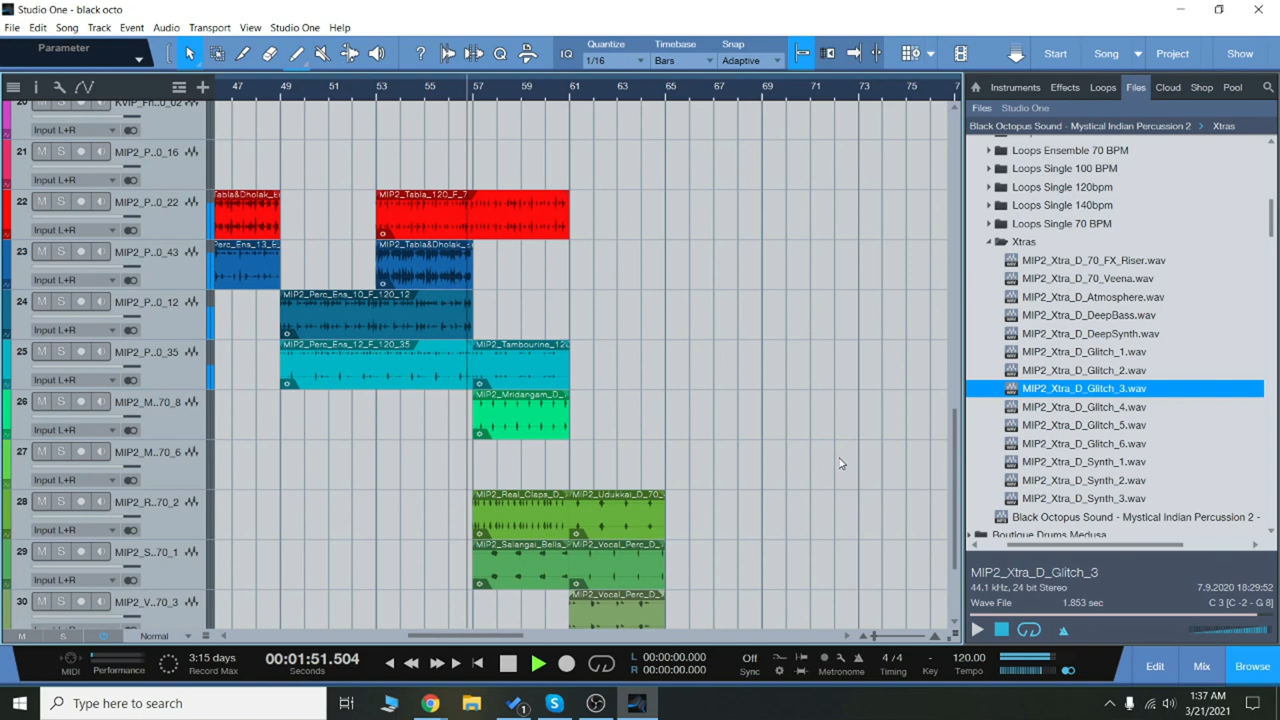 Studio One - black octo
File Edit Song Track Event Audio Transport View Studio One Help
Parameter
IQ
Quantize
1/16
Timebase
Bars
Snap
Adaptive
Start Song Project Show
47 49 53 55 57 59 61 63 65 67 69 71 73 75
Instruments Effects Loops Files Cloud Shop Pool
Files Studio One
Black Octopus Sound - Mystical Indian Percussion 2 > Xtras
Input L+R
21 M S MIP2_P...0_16
Input L+R
22 M S MIP2_P...0_22
Input L+R
23 M S MIP2_P...0_43
Input L+R
24 M S MIP2_P...0_12
Input L+R
25 M S MIP2_P...0_35
Input L+R
26 M S MIP2_M...70_8
Input L+R
27 M S MIP2_M...70_6
Input L+R
28 M S MIP2_R...70_2
Input L+R
29 M S MIP2_S...70_1
Input L+R
30 M S MIP2_V...70_3
MIP2_Tabla_120_F_7
MIP2_Perc_Ens_10_F_120_12
MIP2_Perc_Ens_12_F_120_35
MIP2_Tambourine_120
MIP2_Mridangam_D_
MIP2_Real_Claps_D_ MIP2_Udukkai_D_70_
MIP2_Salangai_Bells_ MIP2_Vocal_Perc_D_
MIP2_Vocal_Perc_D_
Loops Ensemble 70 BPM
Loops Single 100 BPM
Loops Single 120bpm
Loops Single 140bpm
Loops Single 70 BPM
Xtras
MIP2_Xtra_D_70_FX_Riser.wav
MIP2_Xtra_D_70_Veena.wav
MIP2_Xtra_D_Atmosphere.wav
MIP2_Xtra_D_DeepBass.wav
MIP2_Xtra_D_DeepSynth.wav
MIP2_Xtra_D_Glitch_1.wav
MIP2_Xtra_D_Glitch_2.wav
MIP2_Xtra_D_Glitch_3.wav
MIP2_Xtra_D_Glitch_4.wav
MIP2_Xtra_D_Glitch_5.wav
MIP2_Xtra_D_Glitch_6.wav
MIP2_Xtra_D_Synth_1.wav
MIP2_Xtra_D_Synth_2.wav
MIP2_Xtra_D_Synth_3.wav
Black Octopus Sound - Mystical Indian Percussion 2 -
Boutique Drums Medusa
MIP2_Xtra_D_Glitch_3
44.1 kHz, 24 bit Stereo 7.9.2020 18:29:52
Wave File 1.853 sec C 3 [C -2 - G 8]
M S Normal
MIDI
Performance
3:15 days
Record Max
00:01:51.504
Seconds
L 00:00:00.000
R 00:00:00.000
Off
Sync
Metronome
4 / 4
Timing
-
Key
120.00
Tempo
Edit Mix Browse
Type here to search
1
1:37 AM
3/21/2021